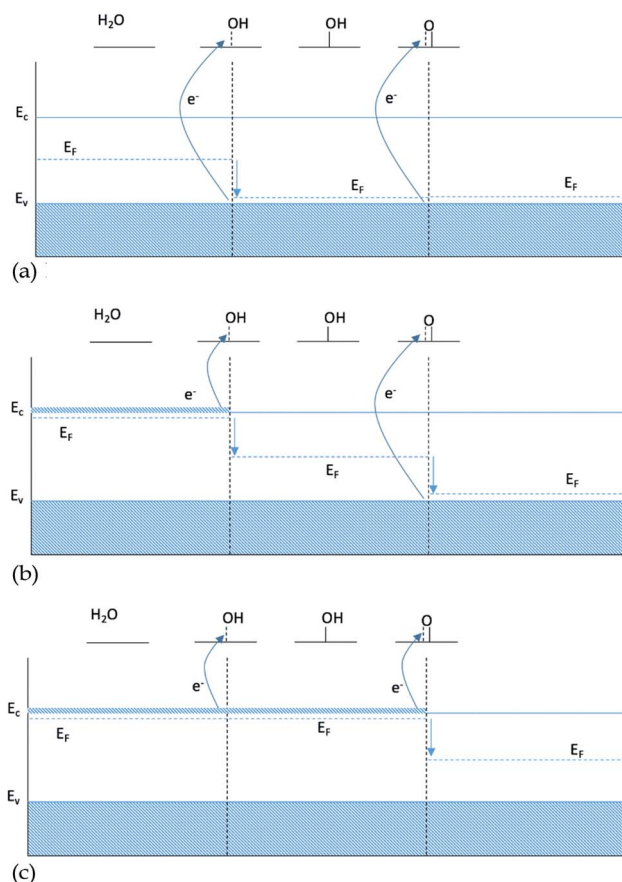 H₂O OH OH O
e⁻ e⁻
Ec
EF
EF EF
Ev
(a)
H₂O OH OH O
e⁻ e⁻
Ec
EF
EF
EF
Ev
(b)
H₂O OH OH O
e⁻ e⁻
Ec
EF EF
EF
Ev
(c)